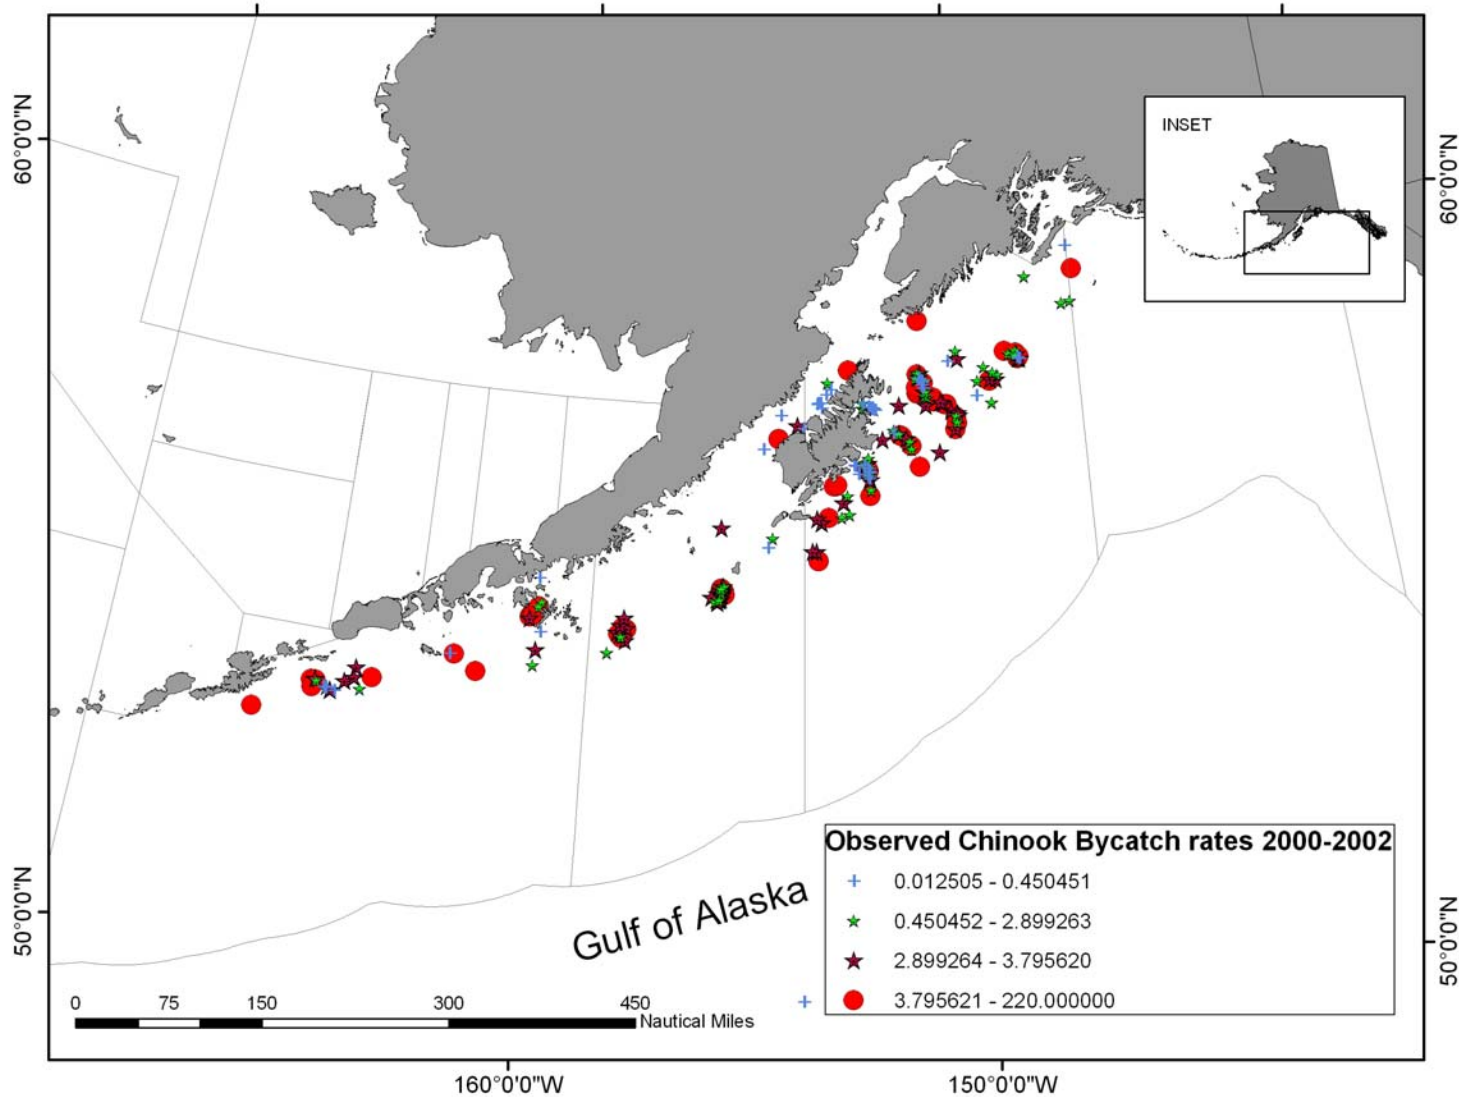 60°0'0"N
60°0'0"N
INSET
50°0'0"N
50°0'0"N
Gulf of Alaska
Observed Chinook Bycatch rates 2000-2002
0.012505 - 0.450451
0.450452 - 2.899263
2.899264 - 3.795620
3.795621 - 220.000000
0 75 150 300 450
Nautical Miles
160°0'0"W
150°0'0"W